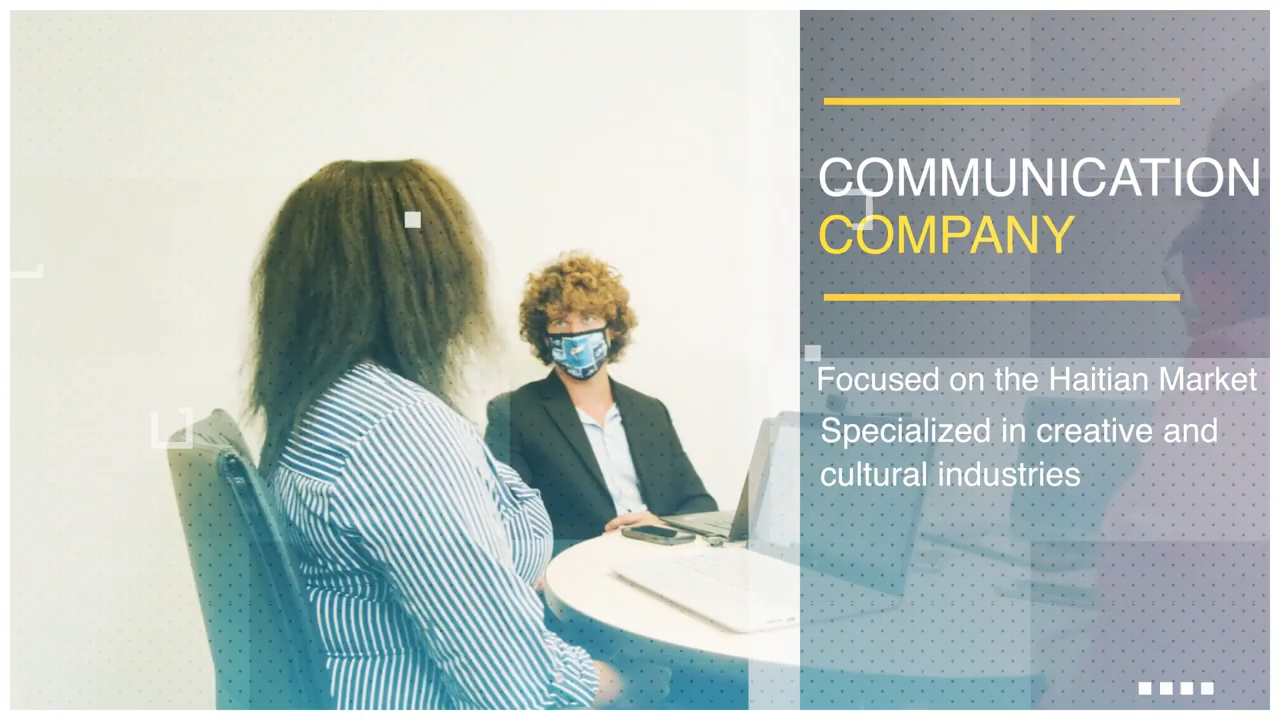 COMMUNICATION
COMPANY
Focused on the Haitian Market
Specialized in creative and
cultural industries